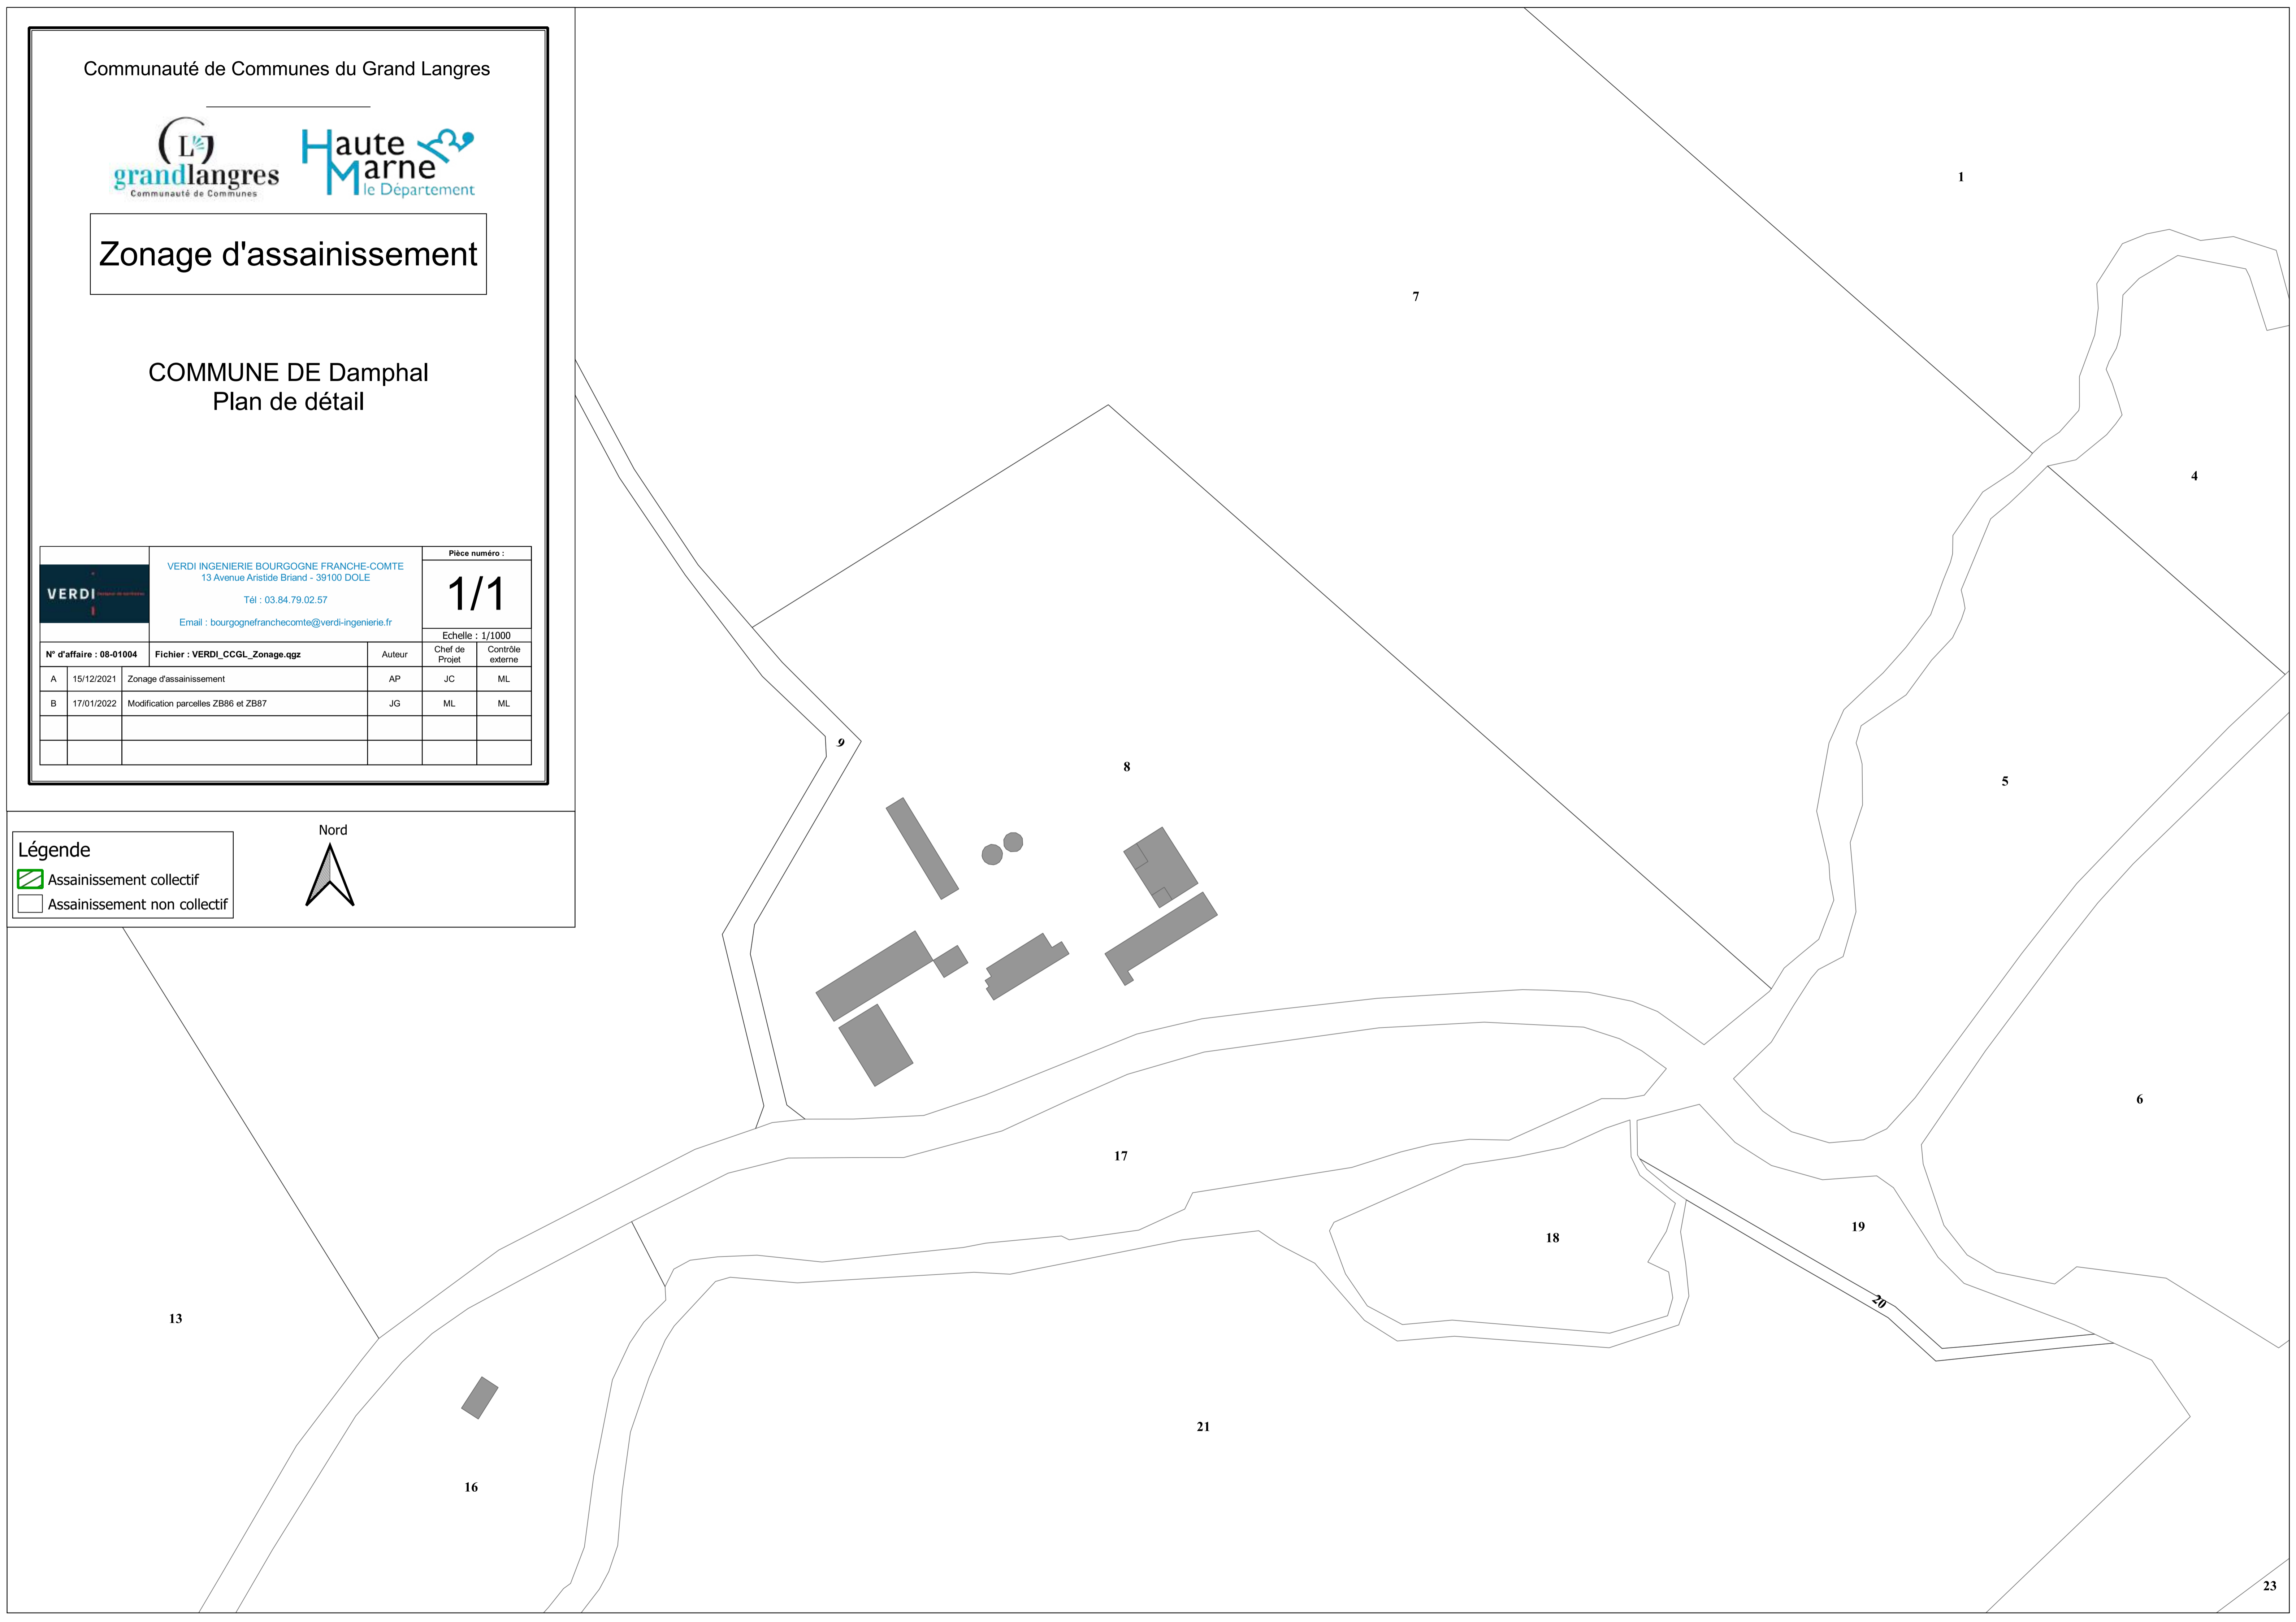 Communauté de Communes du Grand Langres
LJ
grandlangres
Communauté de Communes
Haute
Marne
le Département
Zonage d'assainissement
COMMUNE DE Damphal
Plan de détail
VERDI
VERDI INGENIERIE BOURGOGNE FRANCHE-COMTE
13 Avenue Aristide Briand - 39100 DOLE
Tél : 03.84.79.02.57
Email : bourgognefranchecomte@verdi-ingenierie.fr
Pièce numéro :
1/1
Echelle : 1/1000
N° d'affaire : 08-01004 Fichier : VERDI_CCGL_Zonage.qgz Auteur Chef de Projet Contrôle externe
A 15/12/2021 Zonage d'assainissement AP JC ML
B 17/01/2022 Modification parcelles ZB86 et ZB87 JG ML ML
Légende
Assainissement collectif
Assainissement non collectif
Nord
1
7
4
9
8
5
6
17
19
18
20
13
21
16
23